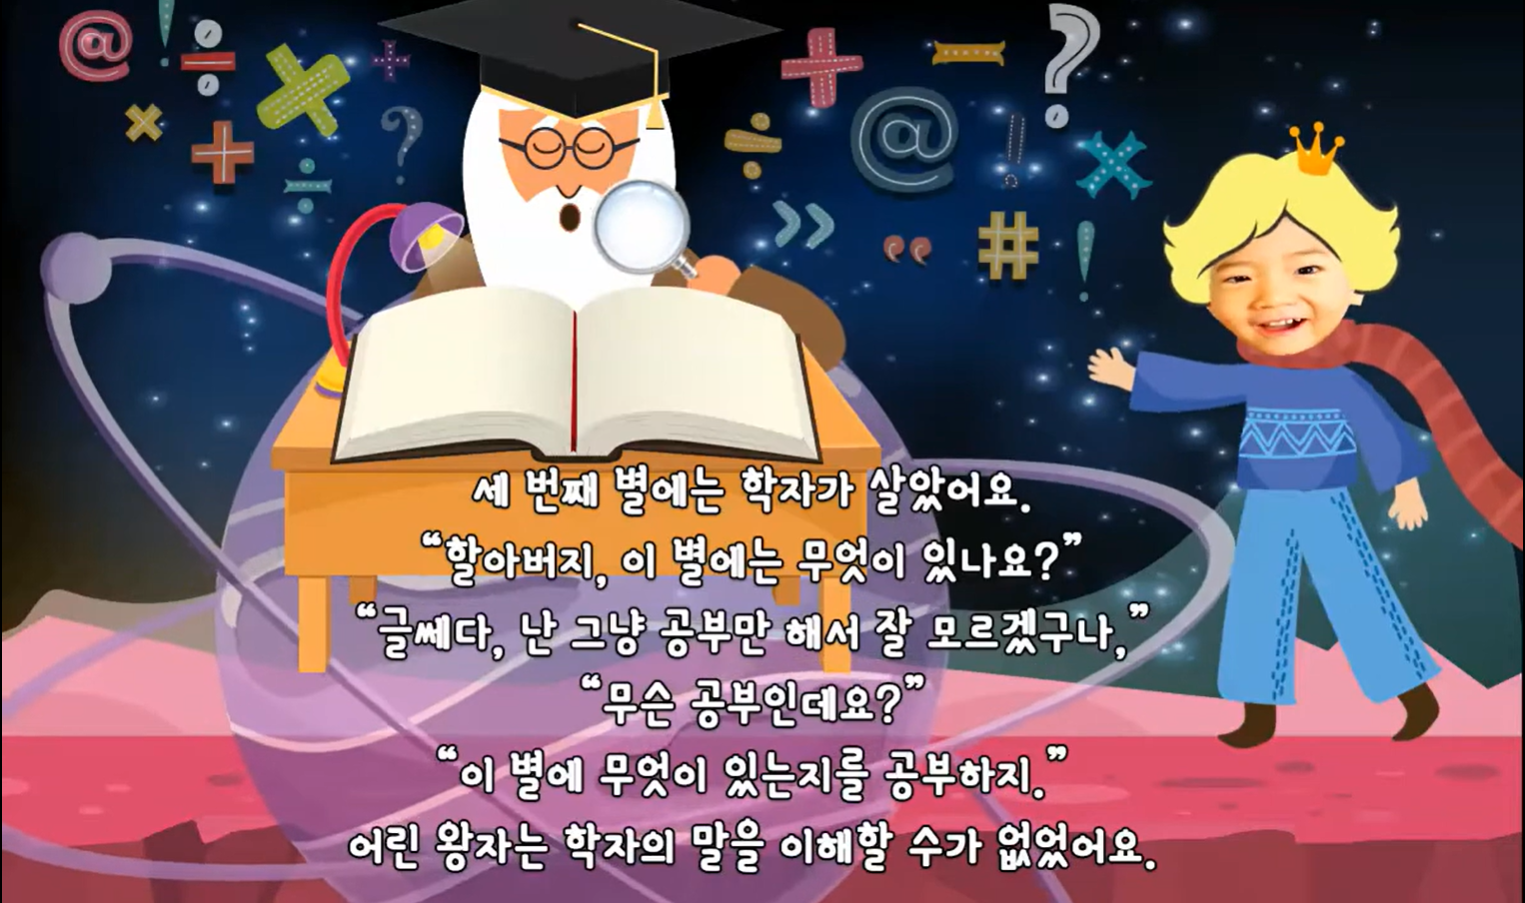 세 번째 별에는 학자가 살았어요.
“할아버지, 이 별에는 무엇이 있나요?”
“글쎄다, 난 그냥 공부만 해서 잘 모르겠구나,”
“무슨 공부인데요?”
“이 별에 무엇이 있는지를 공부하지.”
어린 왕자는 학자의 말을 이해할 수가 없었어요.